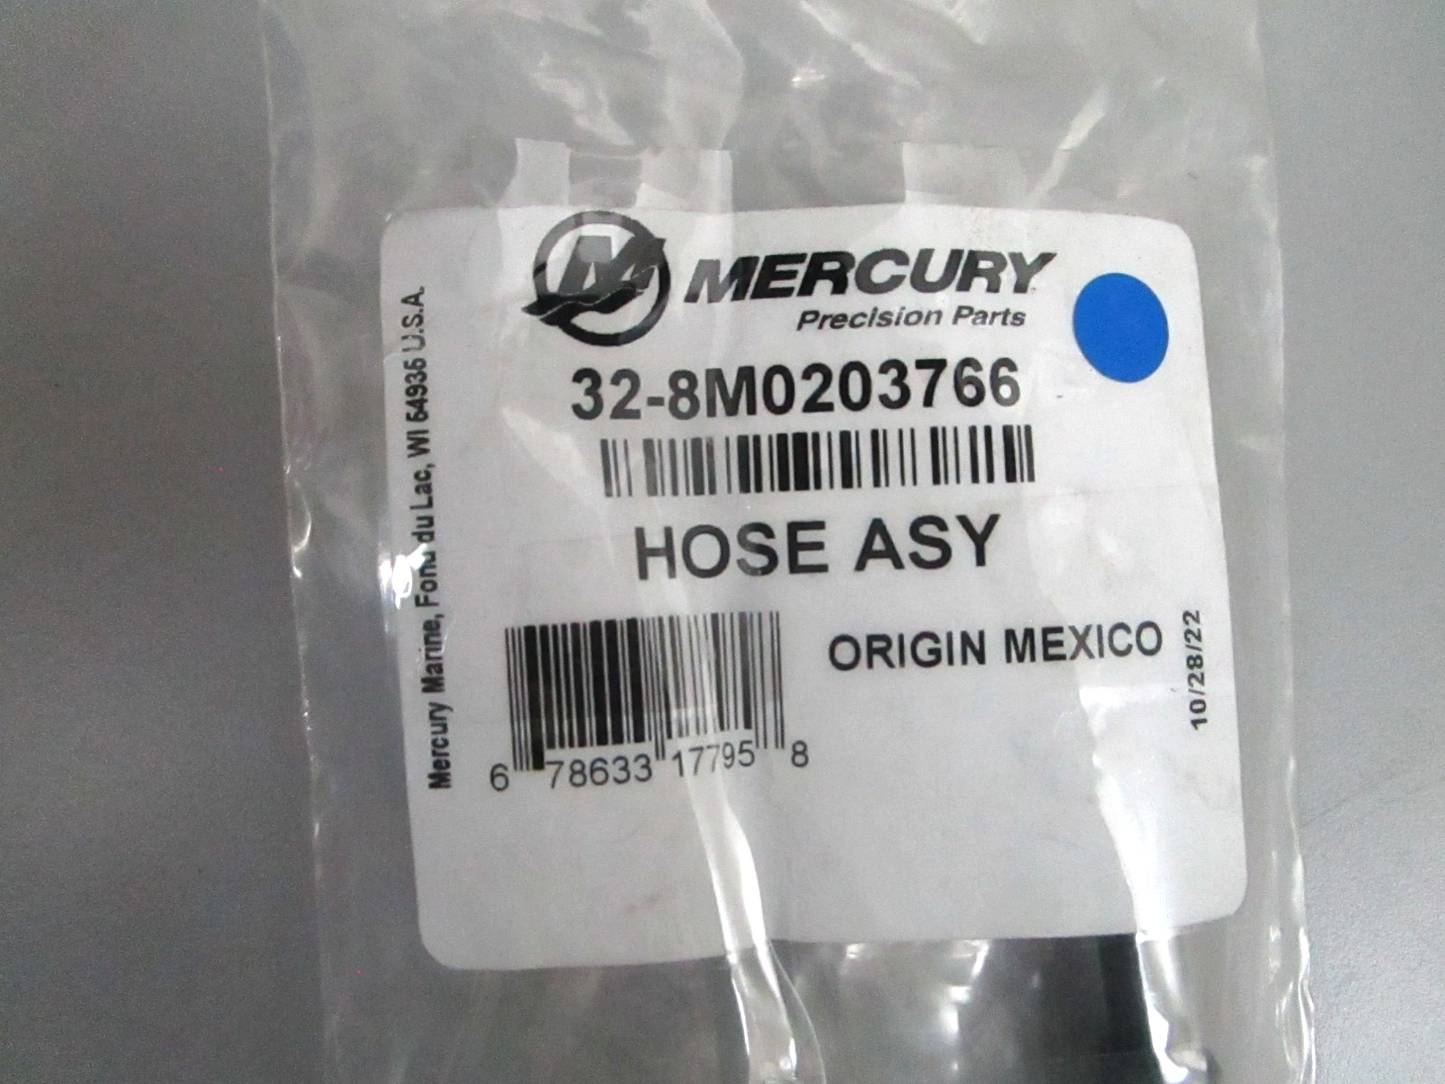 M MERCURY
Precision Parts
32-8M0203766
HOSE ASY
ORIGIN MEXICO
6 78633 17795 8
10/28/22
Mercury Marine, Fond du Lac, WI 54935 U.S.A.